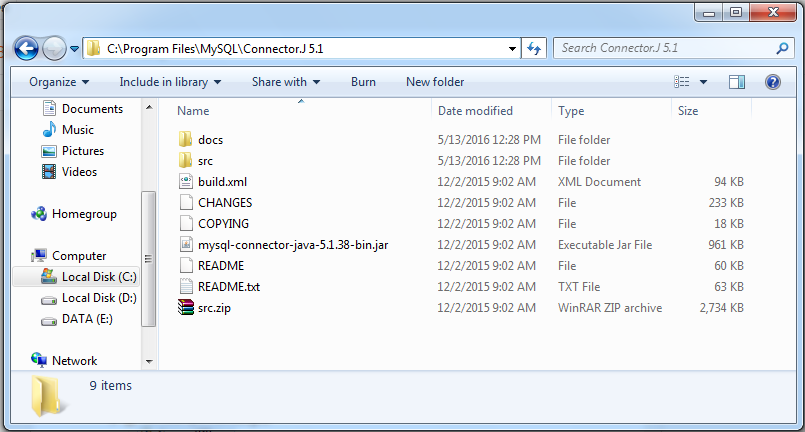 C:\Program Files\MySQL\Connector.J 5.1
Search Connector.J 5.1
Organize Include in library Share with Burn New folder
Documents
Music
Pictures
Videos
Homegroup
Computer
Local Disk (C:)
Local Disk (D:)
DATA (E:)
Network
Name Date modified Type Size
docs 5/13/2016 12:28 PM File folder
src 5/13/2016 12:28 PM File folder
build.xml 12/2/2015 9:02 AM XML Document 94 KB
CHANGES 12/2/2015 9:02 AM File 233 KB
COPYING 12/2/2015 9:02 AM File 18 KB
mysql-connector-java-5.1.38-bin.jar 12/2/2015 9:02 AM Executable Jar File 961 KB
README 12/2/2015 9:02 AM File 60 KB
README.txt 12/2/2015 9:02 AM TXT File 63 KB
src.zip 12/2/2015 9:02 AM WinRAR ZIP archive 2,734 KB
9 items